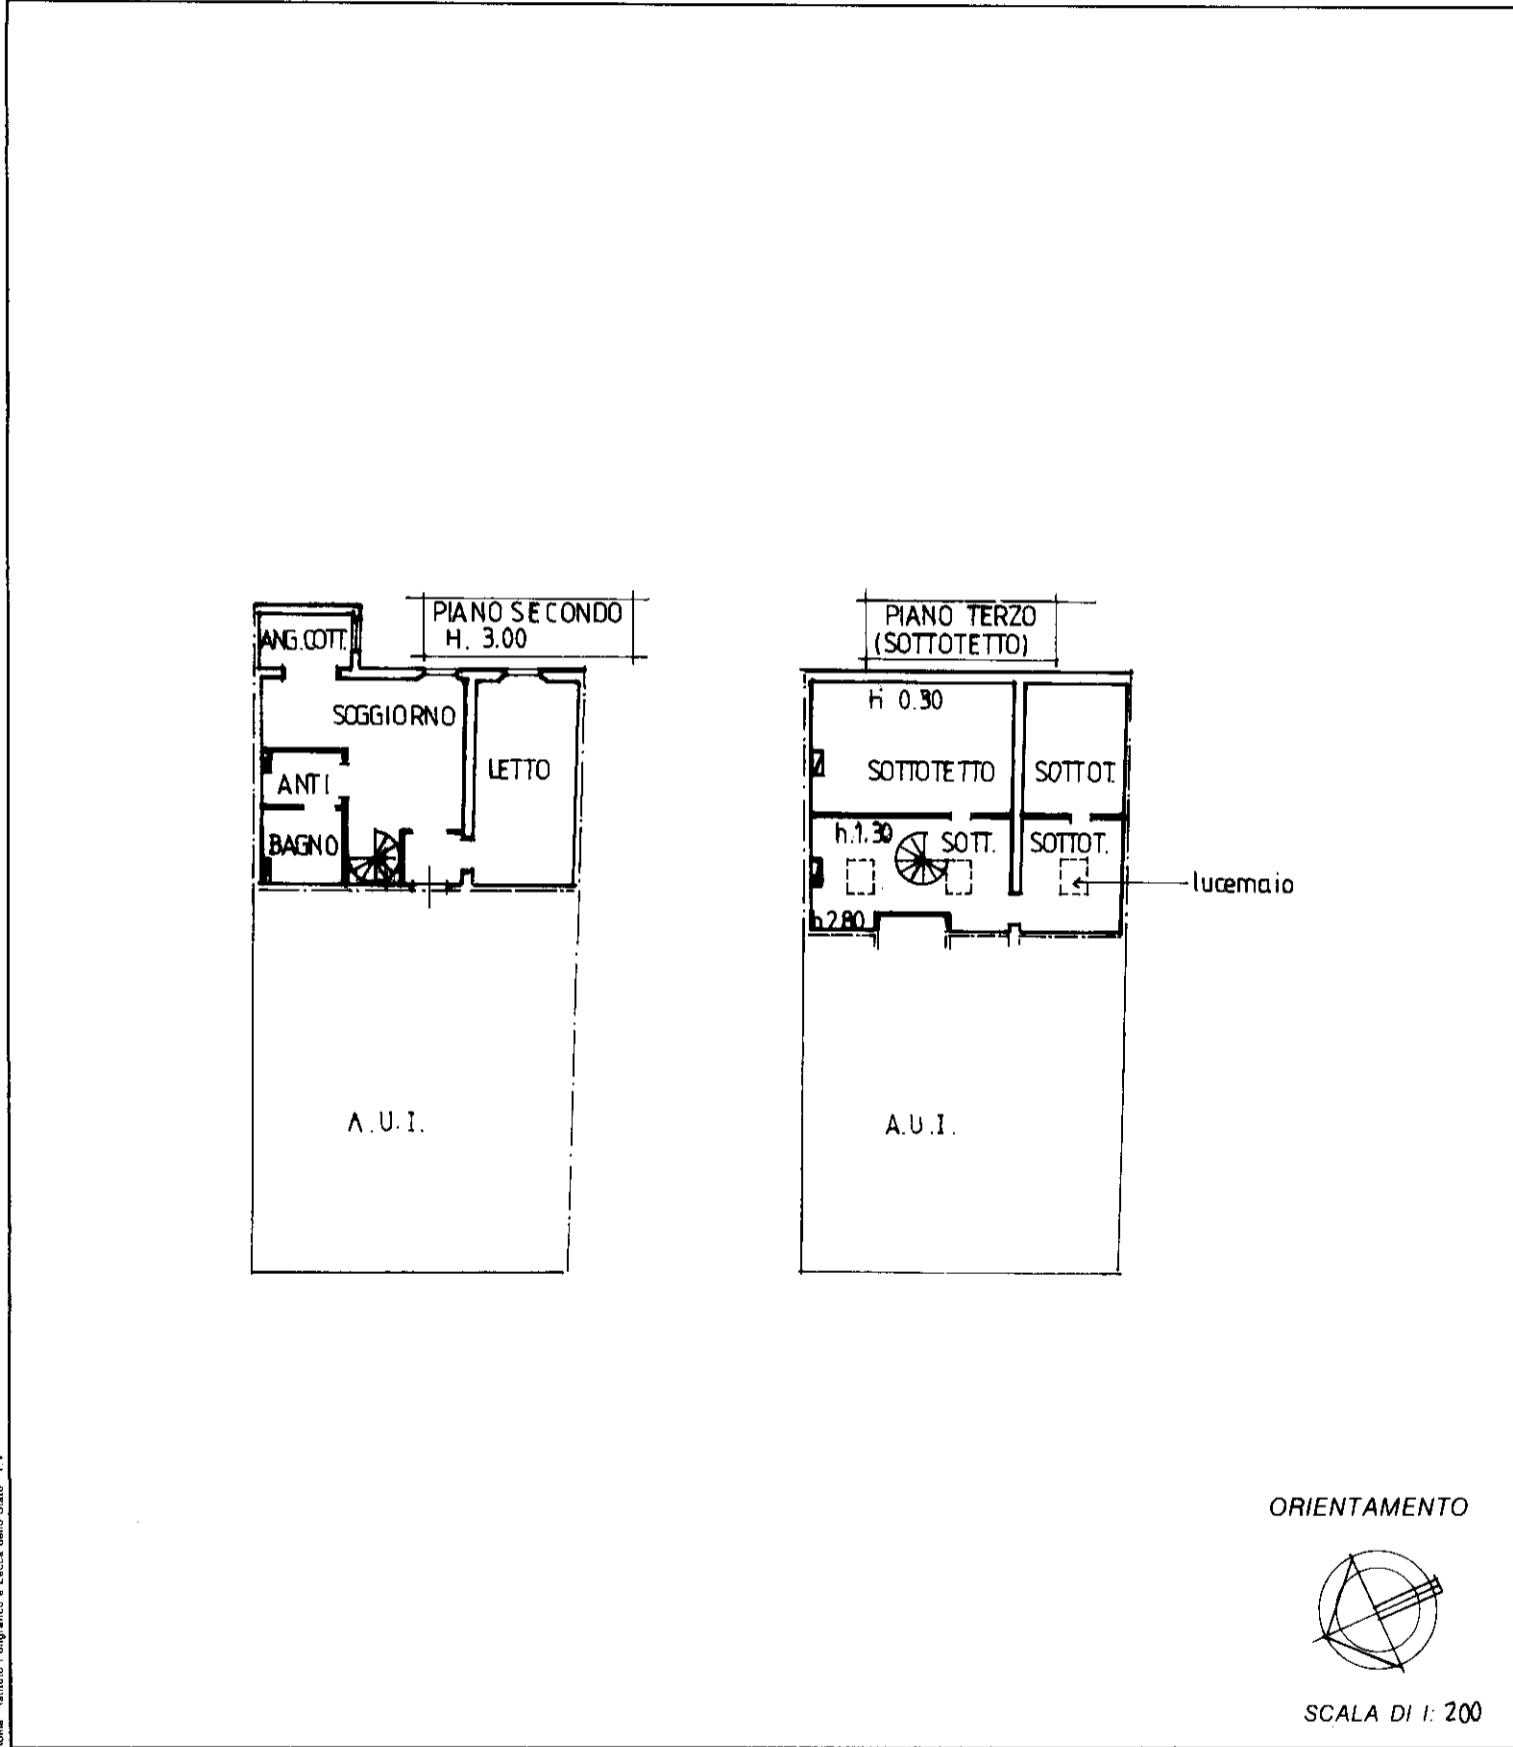 PIANO SECONDO
H. 3.00
ANG.COTT.
SOGGIORNO
LETTO
ANTI
BAGNO
A.U.I.
PIANO TERZO
(SOTTOTETTO)
h 0.30
SOTTOTETTO
SOTTOT.
h.1.30
SOTT.
SOTTOT.
lucernaio
h.2.80
A.U.I.
ORIENTAMENTO
SCALA DI 1: 200